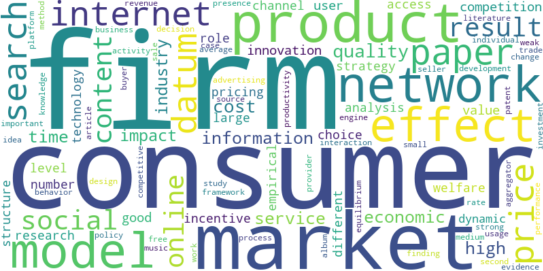 presence
revenue
literature
platform
method
internet
business
decision
channel
user
access
competition
individual
weak
case
trade
change
search
firm
product
result
activity
role
innovation
quality
paper
average
knowledge
technology
content
industry
datum
buyer
pricing
strategy
seller
development
advertising
cost
network
source
productivity
important
article
large
analysis
value
patent
idea
time
impact
information
choice
effect
engine
investment
consumer
level
competitive
study
provider
interaction
small
welfare
aggregator
price
performance
number
design
framework
empirical
equilibrium
rate
behavior
structure
social
good
online
incentive
service
different
economic
dynamic
strong
research
policy
market
medium
usage
high
model
free
work
process
album
finding
second
music
evidence